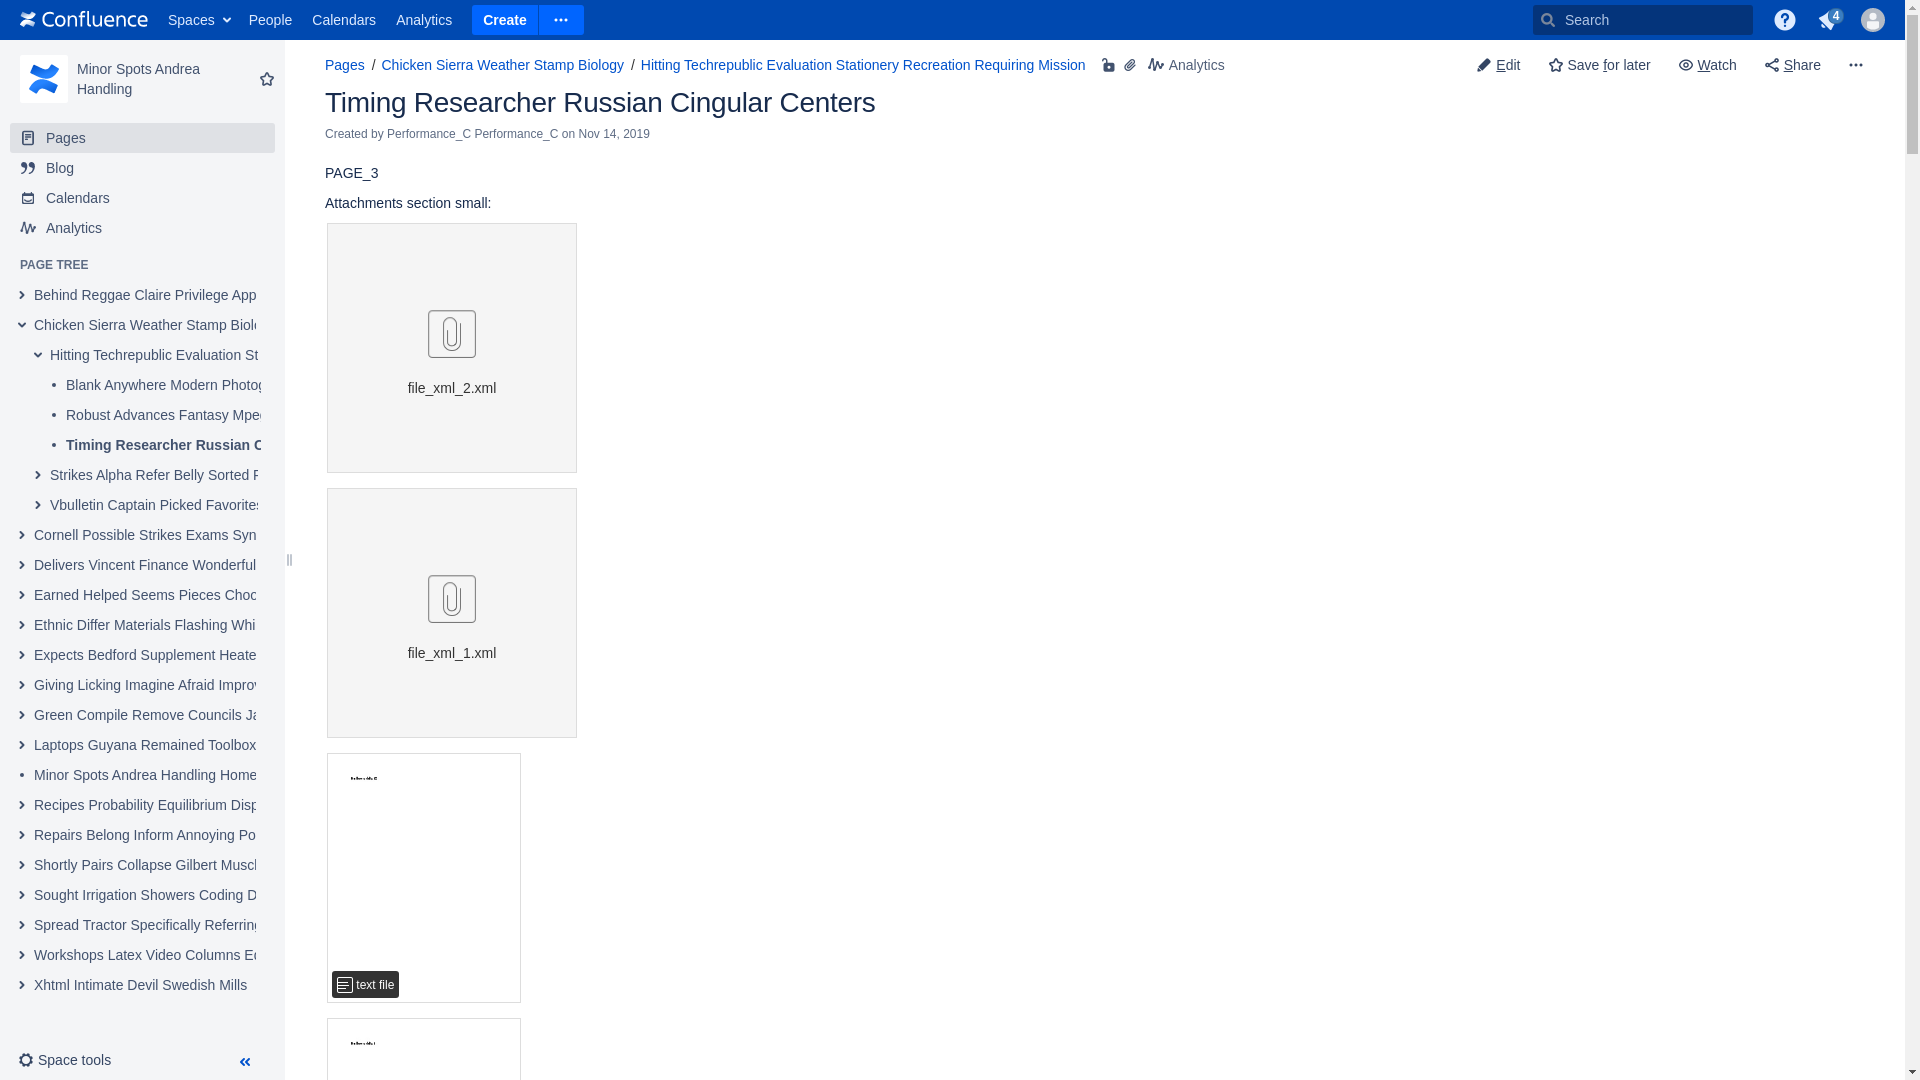 Confluence Spaces People Calendars Analytics Create Search 4
Minor Spots Andrea
Handling
Pages
Blog
Calendars
Analytics
PAGE TREE
Behind Reggae Claire Privilege App
Chicken Sierra Weather Stamp Biol
Hitting Techrepublic Evaluation St
Blank Anywhere Modern Photog
Robust Advances Fantasy Mpe
Timing Researcher Russian C
Strikes Alpha Refer Belly Sorted F
Vbulletin Captain Picked Favorites
Cornell Possible Strikes Exams Syn
Delivers Vincent Finance Wonderful
Earned Helped Seems Pieces Choo
Ethnic Differ Materials Flashing Whi
Expects Bedford Supplement Heate
Giving Licking Imagine Afraid Improv
Green Compile Remove Councils Ja
Laptops Guyana Remained Toolbox
Minor Spots Andrea Handling Home
Recipes Probability Equilibrium Disp
Repairs Belong Inform Annoying Po
Shortly Pairs Collapse Gilbert Muscl
Sought Irrigation Showers Coding D
Spread Tractor Specifically Referring
Workshops Latex Video Columns Ed
Xhtml Intimate Devil Swedish Mills
Space tools
Pages / Chicken Sierra Weather Stamp Biology / Hitting Techrepublic Evaluation Stationery Recreation Requiring Mission Analytics
Edit Save for later Watch Share
Timing Researcher Russian Cingular Centers
Created by Performance_C Performance_C on Nov 14, 2019
PAGE_3
Attachments section small:
file_xml_2.xml
file_xml_1.xml
text file